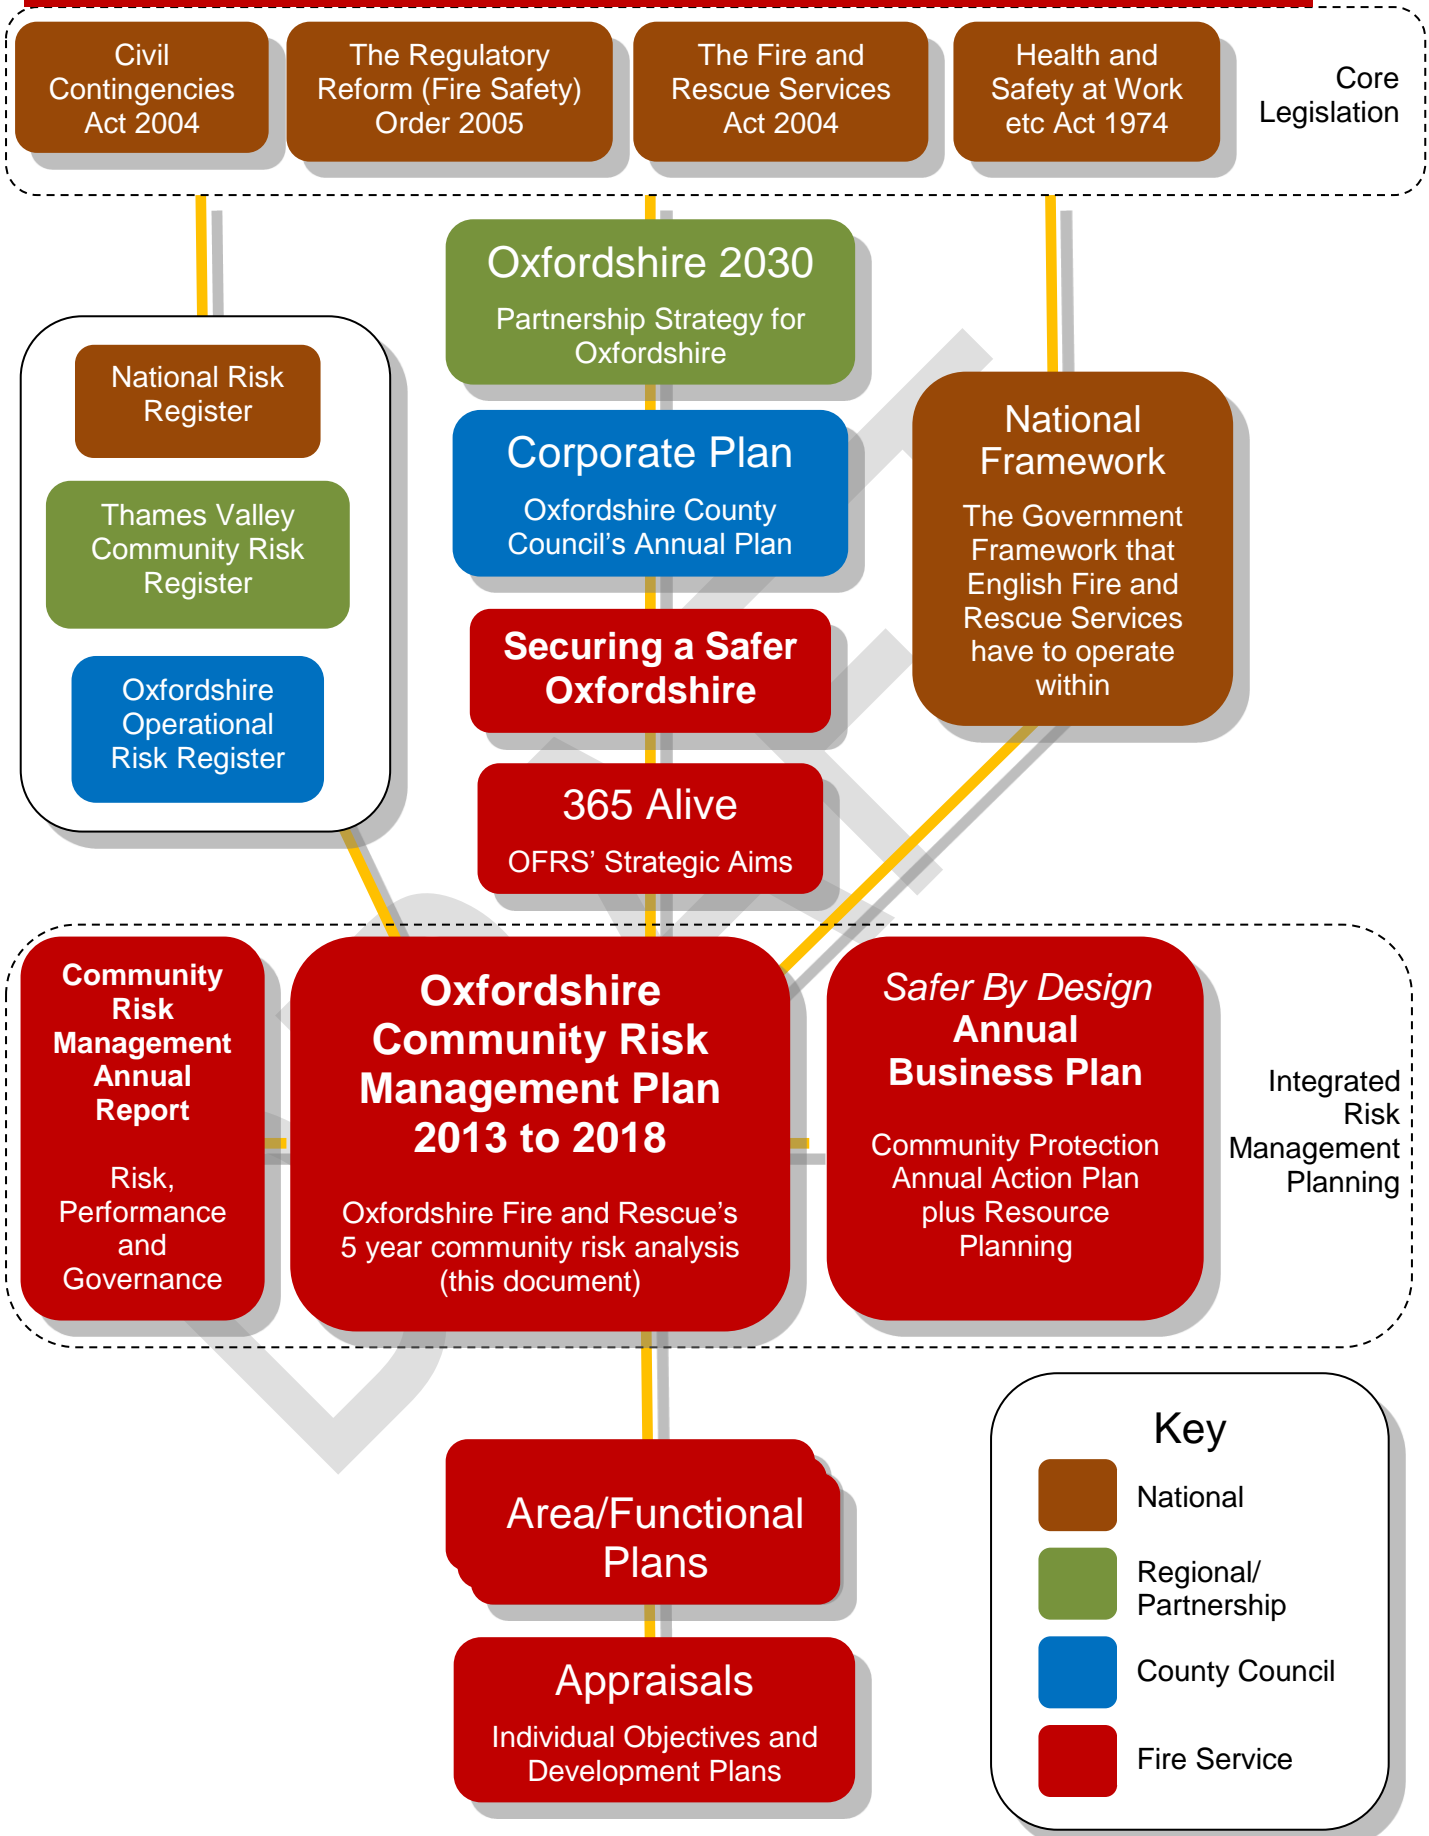 Civil
Contingencies
Act 2004
The Regulatory
Reform (Fire Safety)
Order 2005
The Fire and
Rescue Services
Act 2004
Health and
Safety at Work
etc Act 1974
Core
Legislation
Oxfordshire 2030
Partnership Strategy for
Oxfordshire
National Risk
Register
Thames Valley
Community Risk
Register
Oxfordshire
Operational
Risk Register
Corporate Plan
Oxfordshire County
Council's Annual Plan
National
Framework
The Government
Framework that
English Fire and
Rescue Services
have to operate
within
Securing a Safer
Oxfordshire
365 Alive
OFRS' Strategic Aims
Community
Risk
Management
Annual
Report
Risk,
Performance
and
Governance
Oxfordshire
Community Risk
Management Plan
2013 to 2018
Oxfordshire Fire and Rescue's
5 year community risk analysis
(this document)
Safer By Design
Annual
Business Plan
Community Protection
Annual Action Plan
plus Resource
Planning
Integrated
Risk
Management
Planning
Area/Functional
Plans
Appraisals
Individual Objectives and
Development Plans
Key
National
Regional/
Partnership
County Council
Fire Service
DRAFT